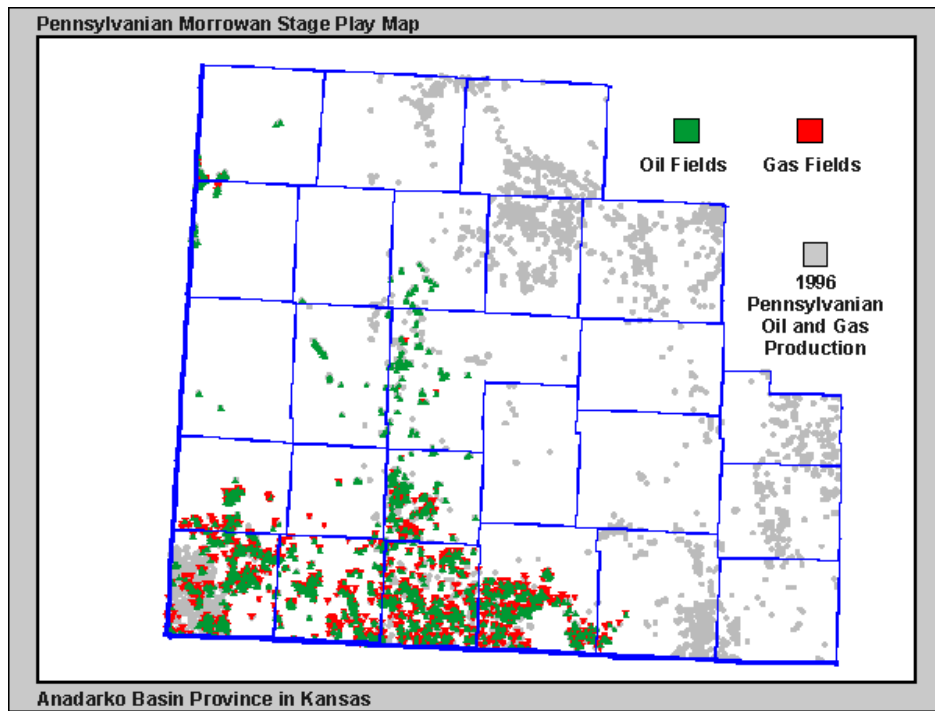 Pennsylvanian Morrowan Stage Play Map
Oil Fields
Gas Fields
1996
Pennsylvanian
Oil and Gas
Production
Anadarko Basin Province in Kansas